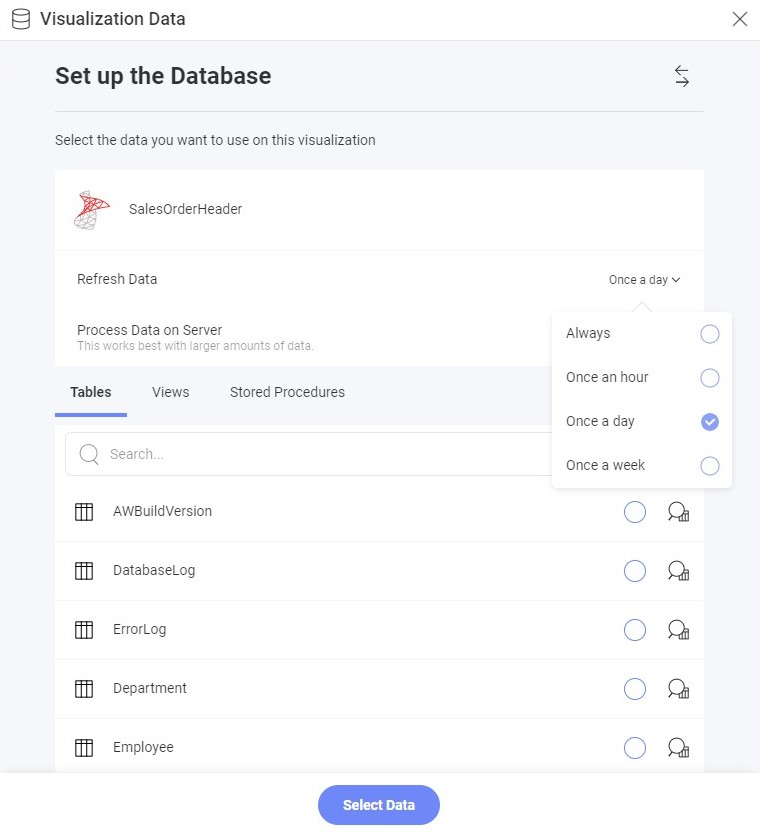 Visualization Data
Set up the Database
Select the data you want to use on this visualization
SalesOrderHeader
Refresh Data
Once a day
Process Data on Server
This works best with larger amounts of data.
Always
Once an hour
Once a day
Once a week
Tables Views Stored Procedures
Search...
AWBuildVersion
DatabaseLog
ErrorLog
Department
Employee
Select Data